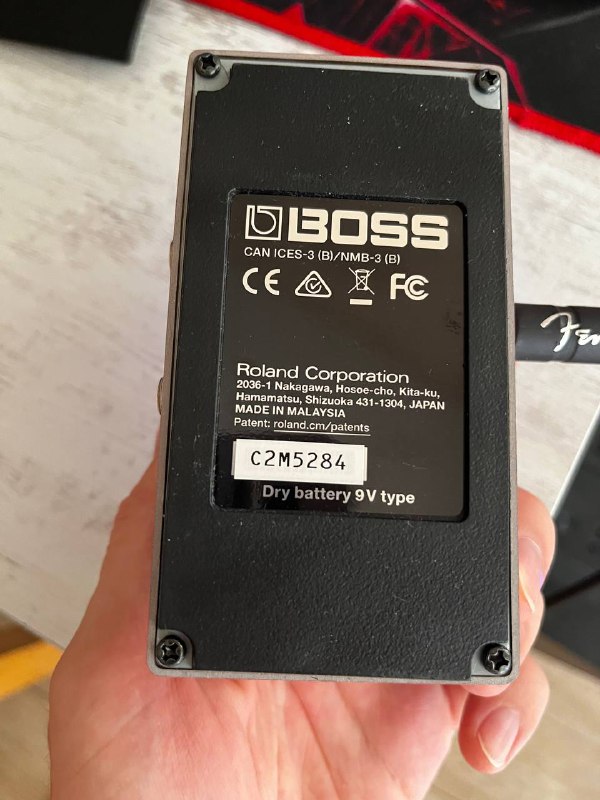 BOSS
CAN ICES-3 (B)/NMB-3 (B)
CE FC
Roland Corporation
2036-1 Nakagawa, Hosoe-cho, Kita-ku,
Hamamatsu, Shizuoka 431-1304, JAPAN
MADE IN MALAYSIA
Patent: roland.cm/patents
C2M5284
Dry battery 9V type